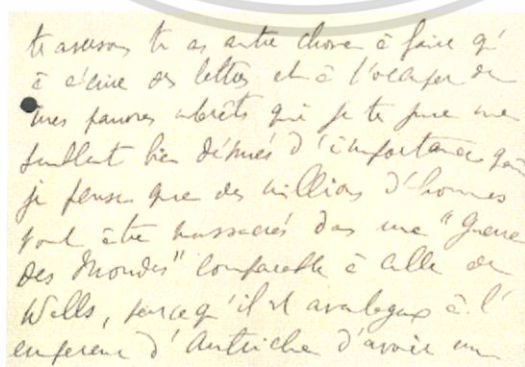 tu as autre chose à faire qu'
à écrire des lettres et à t'occuper de
mes pauvres intérêts qui je te jure me
semblent bien dénués d'importance quand
je pense que des millions d'hommes
vont être massacrés dans une "Guerre
des Mondes" comparable à celle de
Wells, parce qu'il est avantageux à l'
empereur d'Autriche d'avoir un